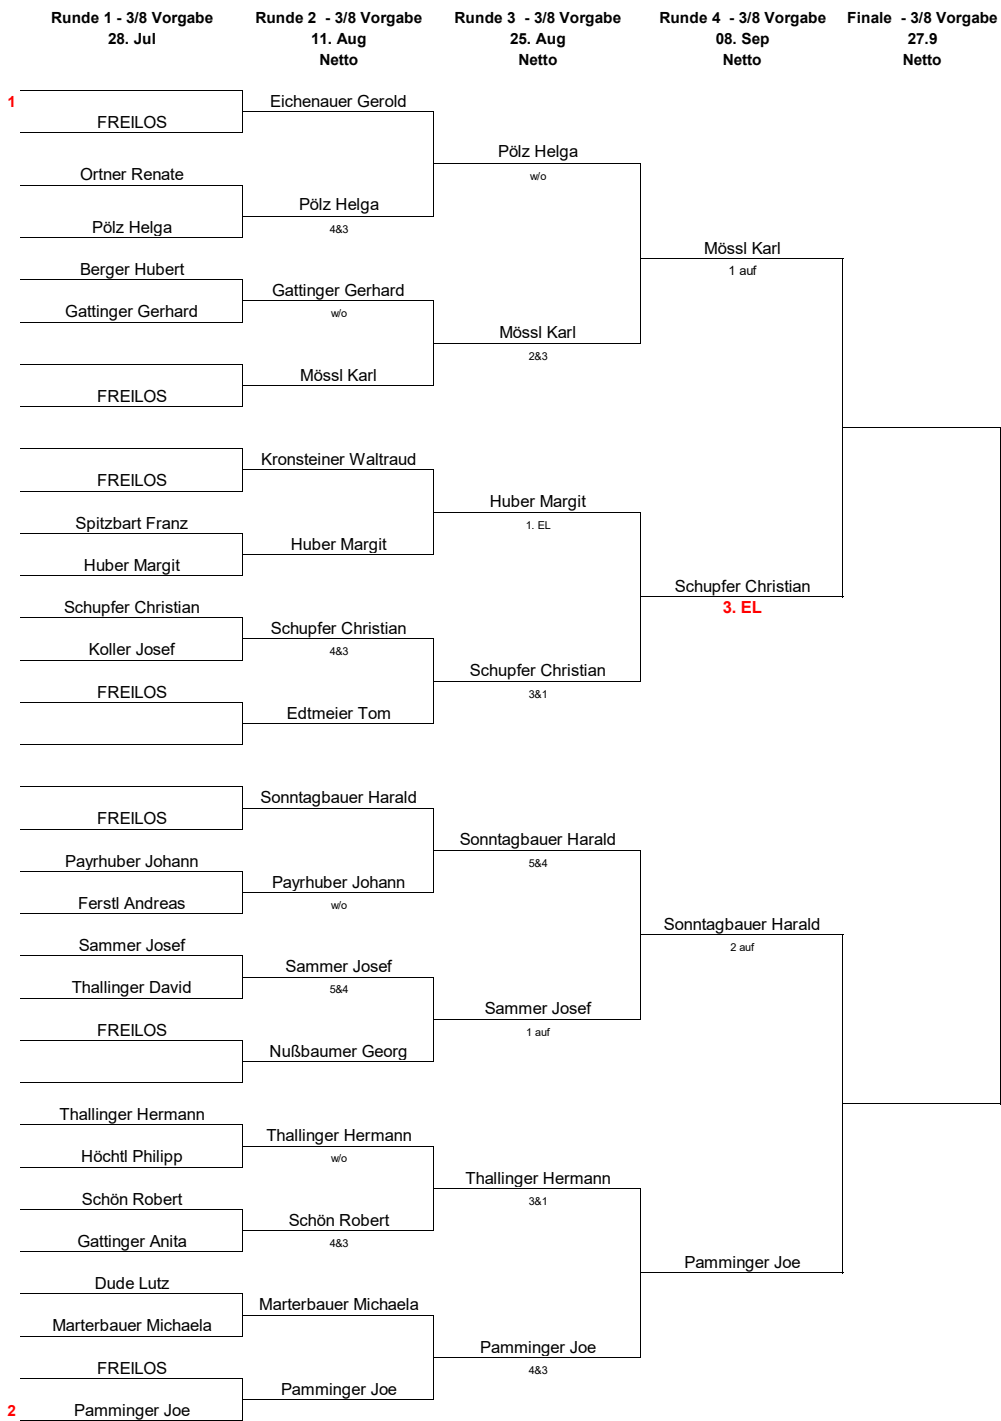 Runde 1 - 3/8 Vorgabe
28. Jul
Runde 2 - 3/8 Vorgabe
11. Aug
Netto
Runde 3 - 3/8 Vorgabe
25. Aug
Netto
Runde 4 - 3/8 Vorgabe
08. Sep
Netto
Finale - 3/8 Vorgabe
27.9
Netto
1
FREILOS
Ortner Renate
Pölz Helga
Berger Hubert
Gattinger Gerhard
FREILOS
FREILOS
Spitzbart Franz
Huber Margit
Schupfer Christian
Koller Josef
FREILOS
FREILOS
Payrhuber Johann
Ferstl Andreas
Sammer Josef
Thallinger David
FREILOS
Thallinger Hermann
Höchtl Philipp
Schön Robert
Gattinger Anita
Dude Lutz
Marterbauer Michaela
FREILOS
2
Pamminger Joe
Eichenauer Gerold
Pölz Helga
4&3
Gattinger Gerhard
w/o
Mössl Karl
Kronsteiner Waltraud
Huber Margit
Schupfer Christian
4&3
Edtmeier Tom
Sonntagbauer Harald
Payrhuber Johann
w/o
Sammer Josef
5&4
Nußbaumer Georg
Thallinger Hermann
w/o
Schön Robert
4&3
Marterbauer Michaela
Pamminger Joe
Pölz Helga
w/o
Mössl Karl
2&3
Huber Margit
1. EL
Schupfer Christian
3&1
Sonntagbauer Harald
5&4
Sammer Josef
1 auf
Thallinger Hermann
3&1
Pamminger Joe
4&3
Mössl Karl
1 auf
Schupfer Christian
3. EL
Sonntagbauer Harald
2 auf
Pamminger Joe